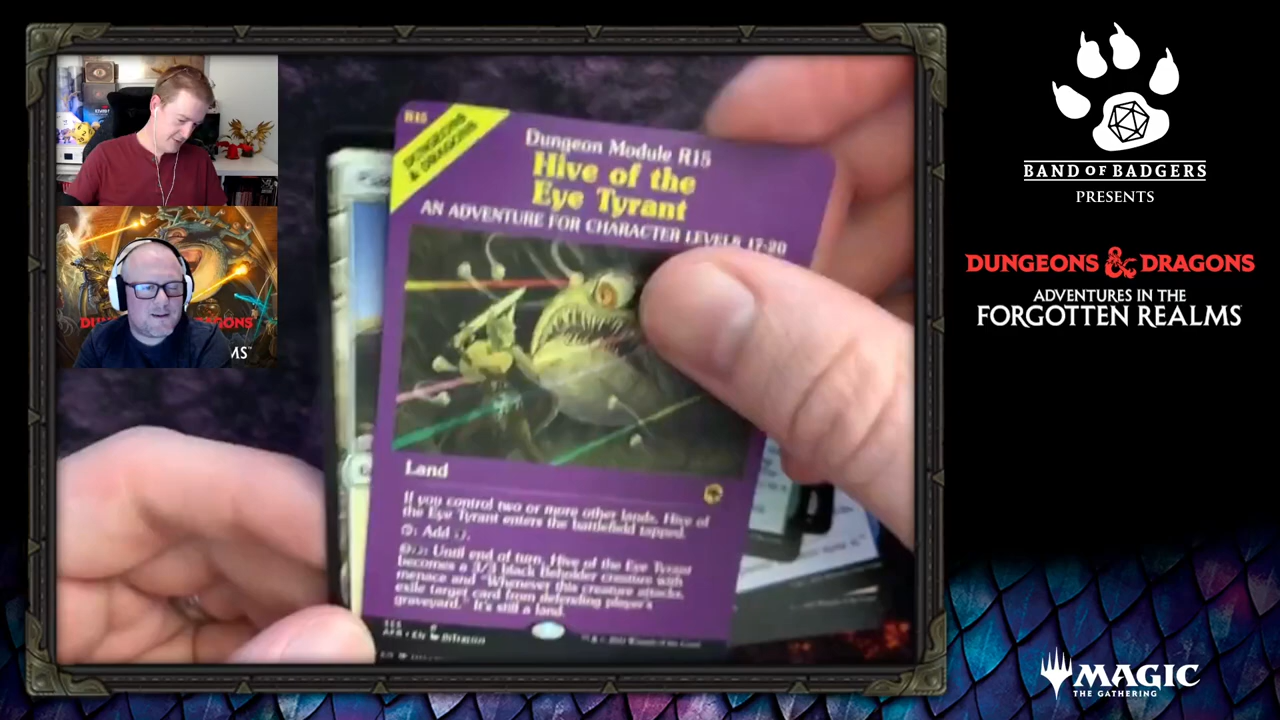 R15
DUNGEONS
& DRAGONS
Dungeon Module R15
Hive of the
Eye Tyrant
AN ADVENTURE FOR CHARACTER LEVELS 17-20
Land
If you control two or more other lands, Hive of
the Eye Tyrant enters the battlefield tapped.
: Add
: Until end of turn, Hive of the Eye Tyrant
becomes a 3/3 black Beholder creature with
menace and "Whenever this creature attacks,
exile target card from defending player's
graveyard." It's still a land.
AFR • EN
BAND OF BADGERS
PRESENTS
DUNGEONS & DRAGONS
ADVENTURES IN THE
FORGOTTEN REALMS
MAGIC
THE GATHERING